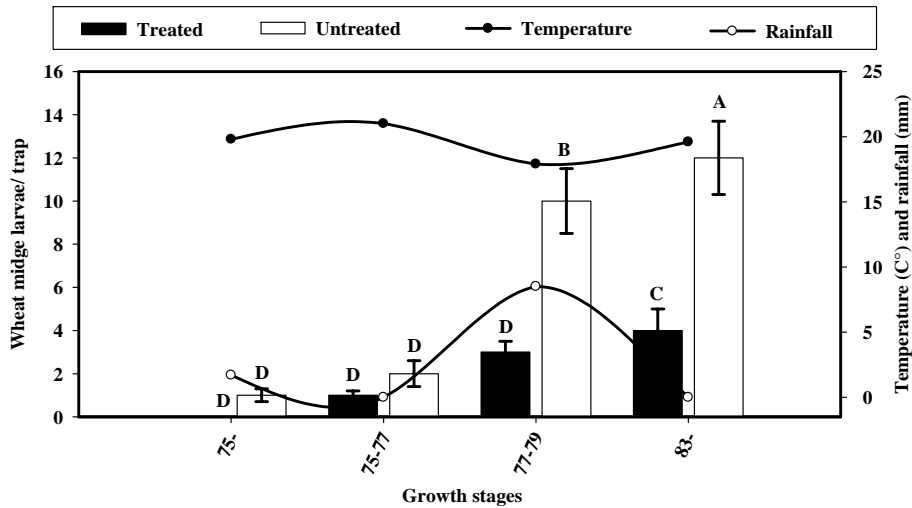 Treated Untreated Temperature Rainfall
16
14
12
10
8
6
4
2
0
Wheat midge larvae/ trap
25
20
15
10
5
0
Temperature (C°) and rainfall (mm)
D
D
D
D
D
B
C
A
75-
75-77
77-79
83-
Growth stages